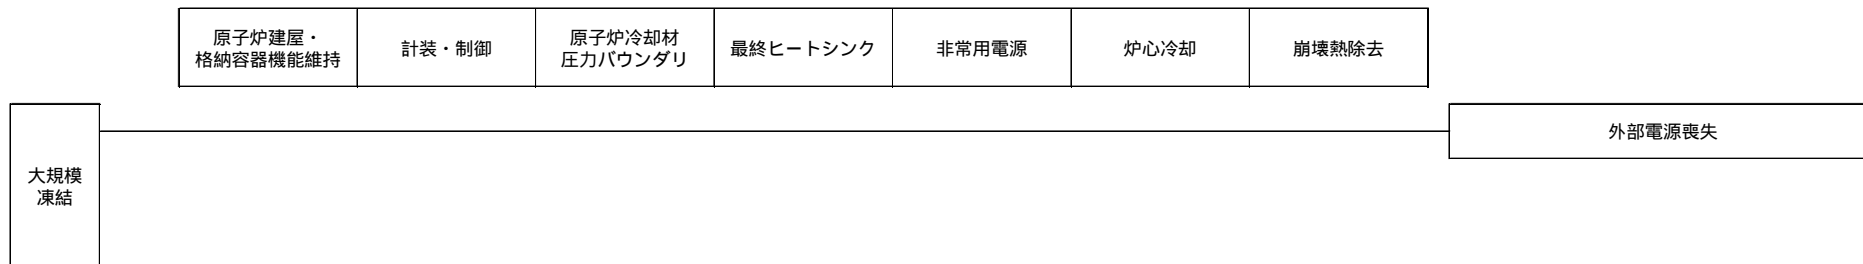 原子炉建屋・
格納容器機能維持
計装・制御
原子炉冷却材
圧力バウンダリ
最終ヒートシンク
非常用電源
炉心冷却
崩壊熱除去
外部電源喪失
大規模
凍結